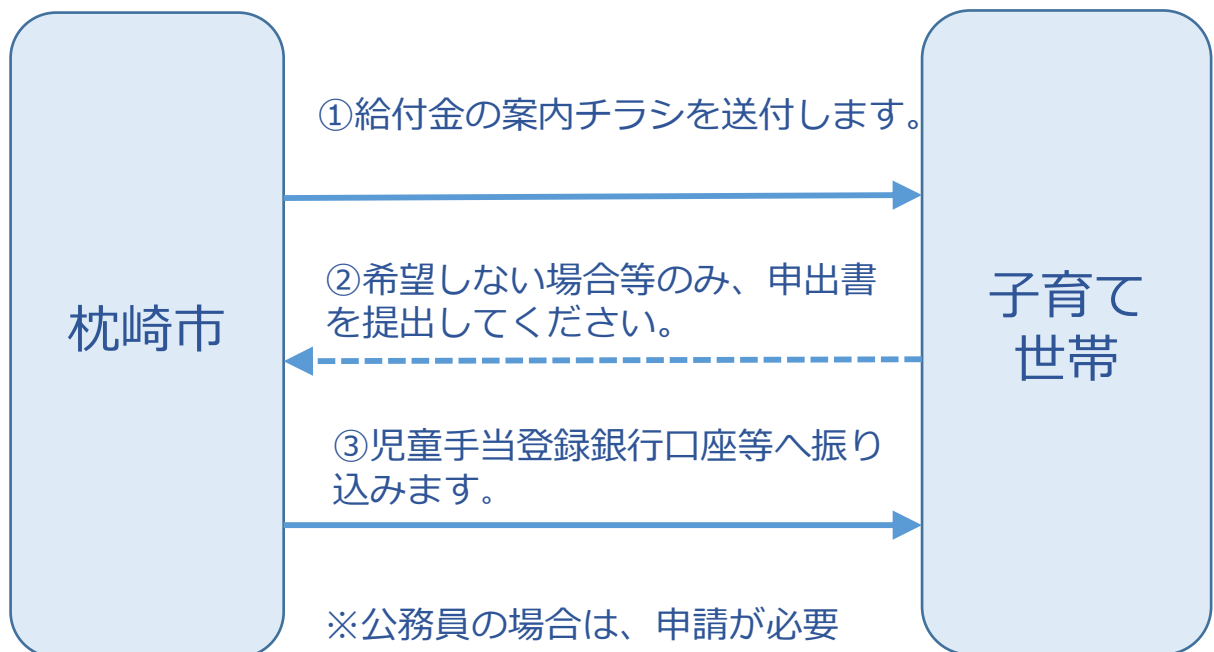 枕崎市
①給付金の案内チラシを送付します。
②希望しない場合等のみ、申出書
を提出してください。
③児童手当登録銀行口座等へ振り
込みます。
※公務員の場合は、申請が必要
子育て
世帯